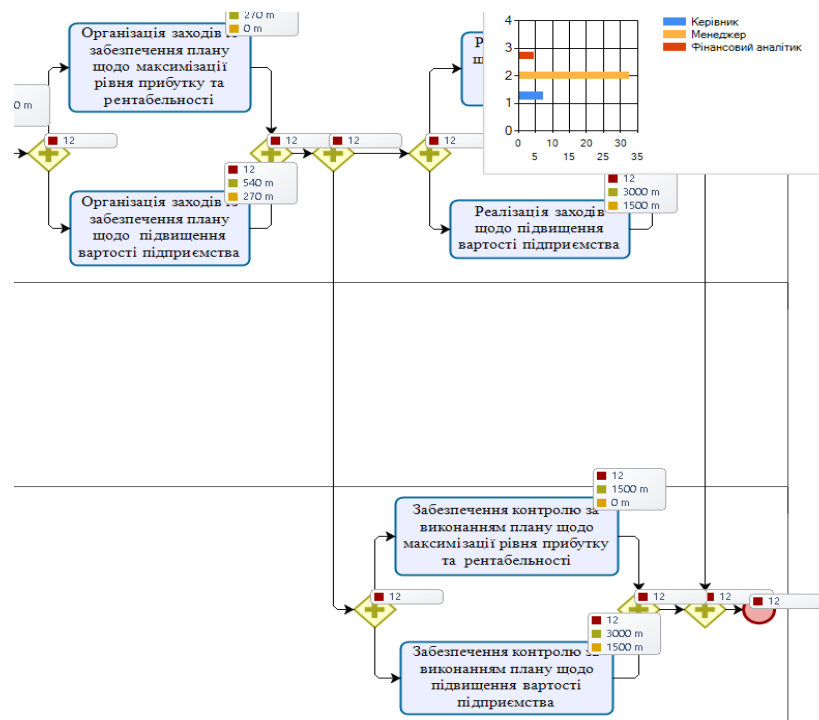 270 m
0 m
Організація заходів із
забезпечення плану
щодо максимізації
рівня прибутку та
рентабельності
0 m
12
12
12
12
12
540 m
270 m
Організація заходів із
забезпечення плану
щодо підвищення
вартості підприємства
4
3
2
1
0
0
5
10
15
20
25
30
35
Керівник
Менеджер
Фінансовий аналітик
12
3000 m
1500 m
Реалізація заходів
щодо підвищення
вартості підприємства
12
1500 m
0 m
Забезпечення контролю за
виконанням плану щодо
максимізації рівня прибутку
та рентабельності
12
12
12
12
12
3000 m
1500 m
Забезпечення контролю за
виконанням плану щодо
підвищення вартості
підприємства